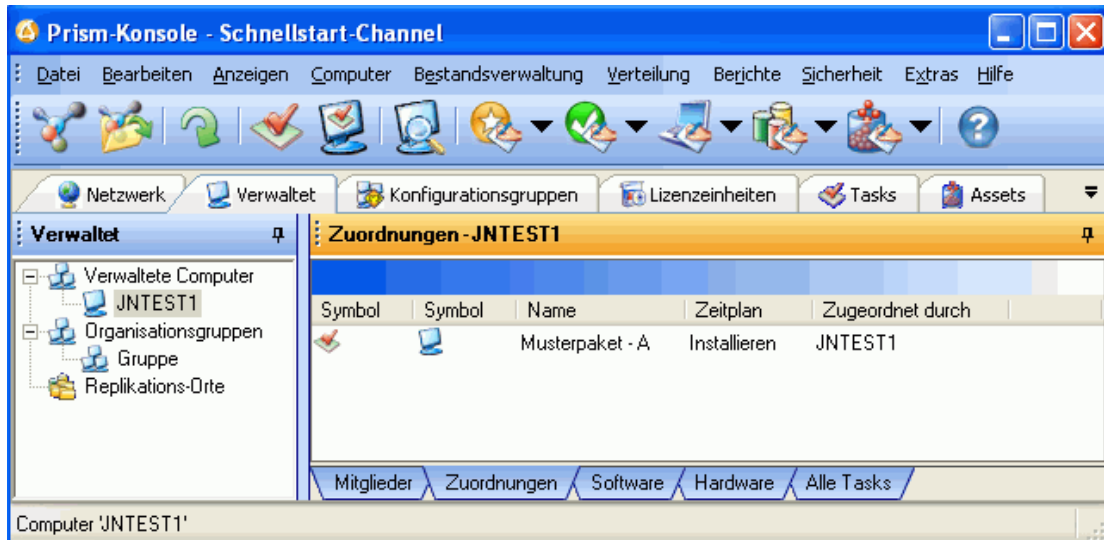 Prism-Konsole - Schnellstart-Channel
Datei Bearbeiten Anzeigen Computer Bestandsverwaltung Verteilung Berichte Sicherheit Extras Hilfe
Netzwerk Verwaltet Konfigurationsgruppen Lizenzeinheiten Tasks Assets
Verwaltet
Zuordnungen - JNTEST1
Verwaltete Computer
JNTEST1
Organisationsgruppen
Gruppe
Replikations-Orte
Symbol Symbol Name Zeitplan Zugeordnet durch
Musterpaket - A Installieren JNTEST1
Mitglieder Zuordnungen Software Hardware Alle Tasks
Computer 'JNTEST1'